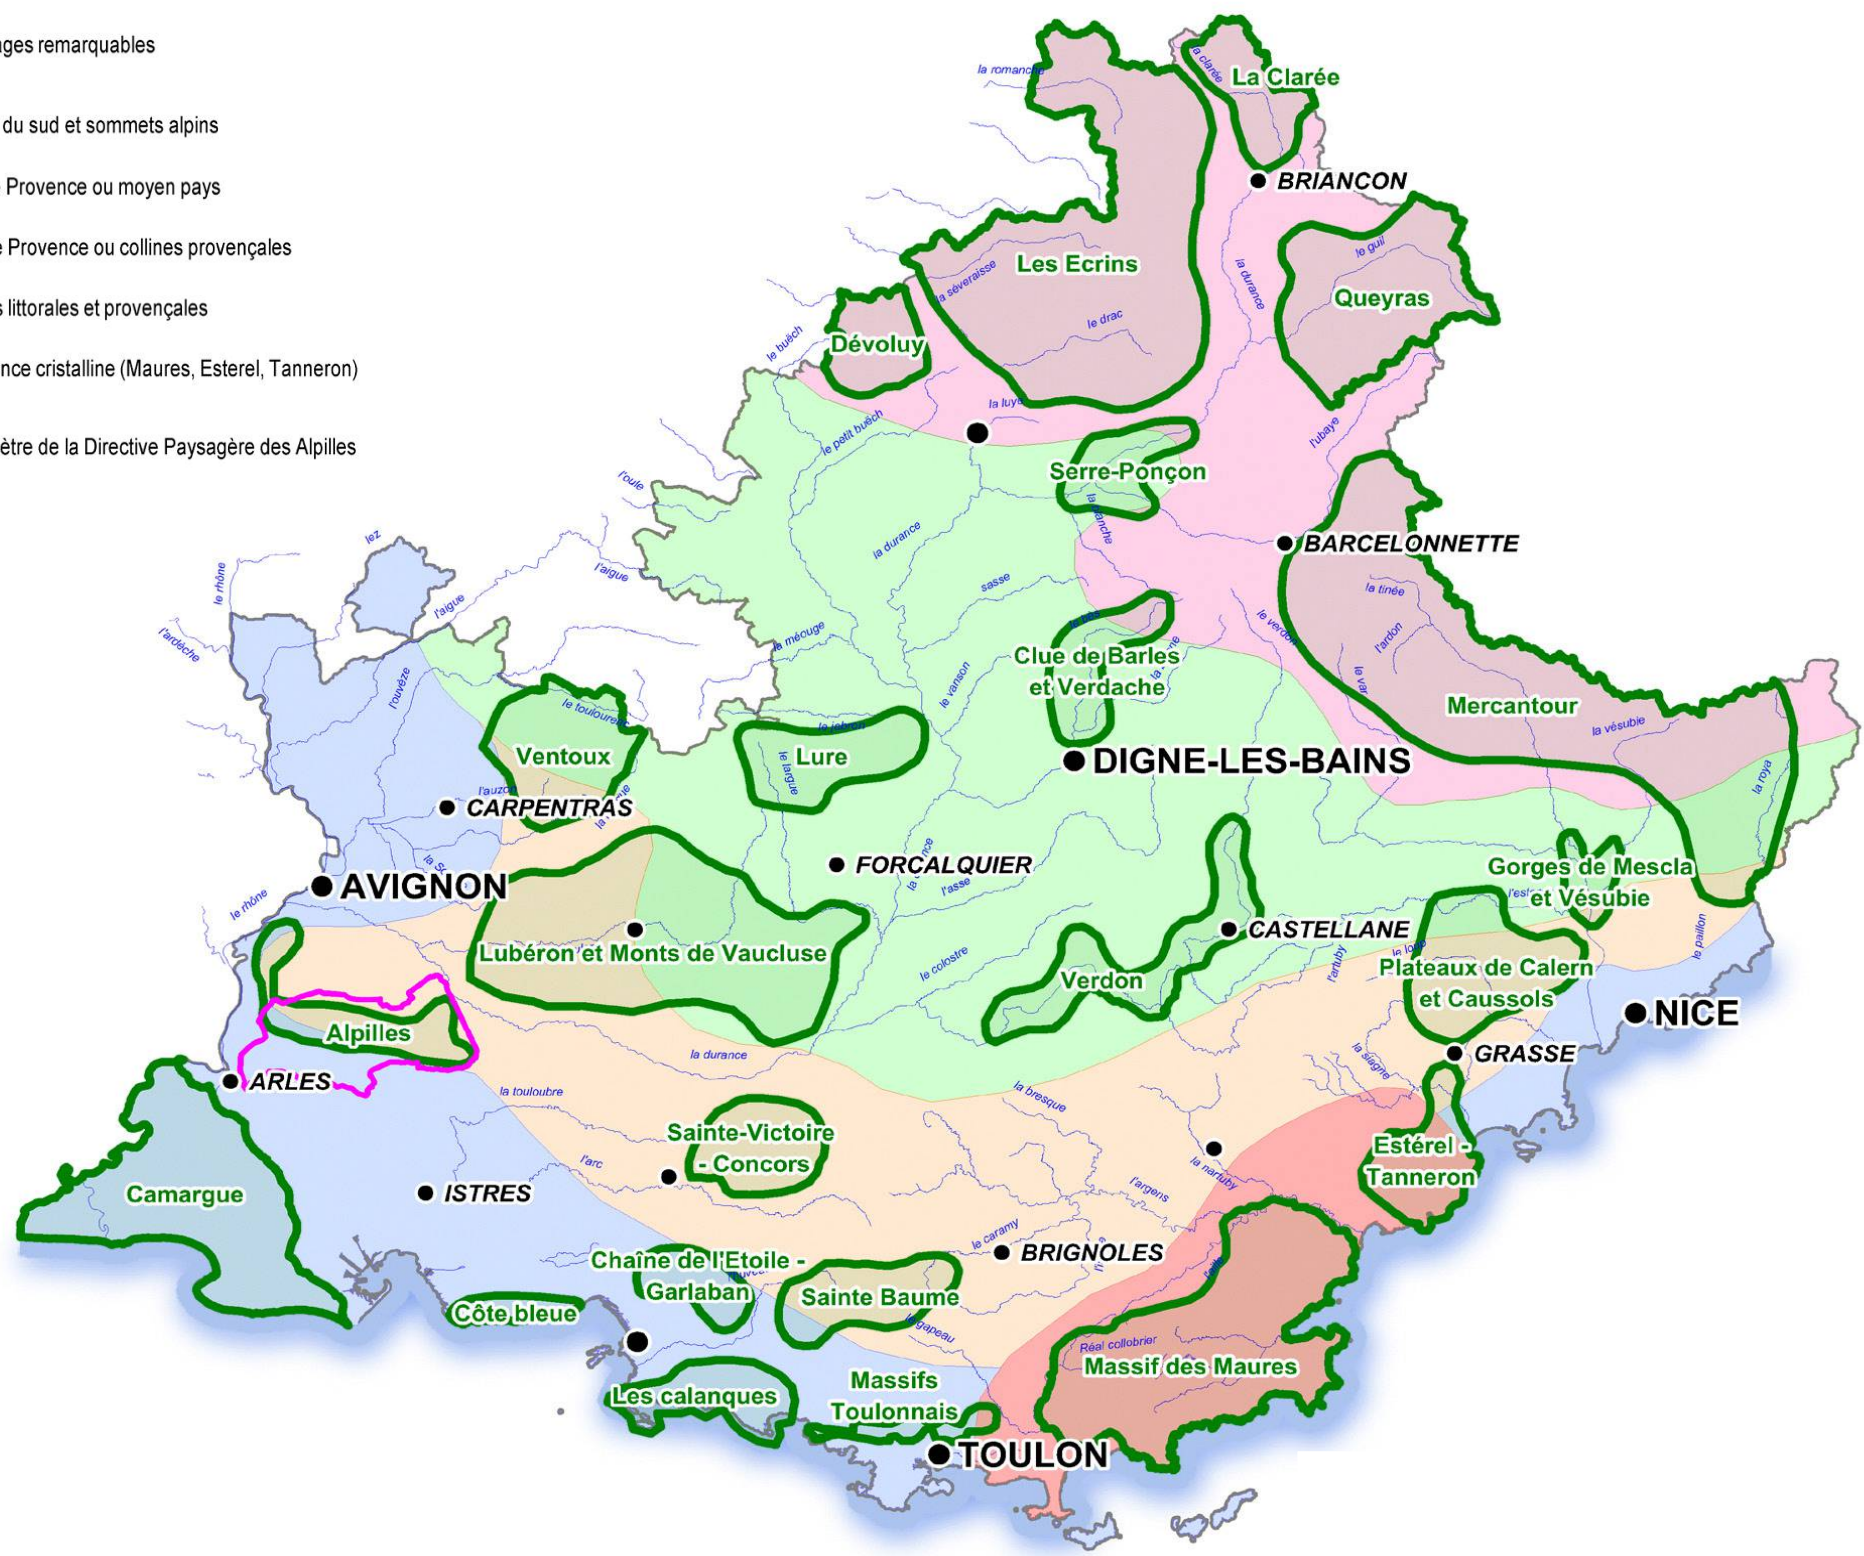 ages remarquables
du sud et sommets alpins
Provence ou moyen pays
e Provence ou collines provençales
s littorales et provençales
nce cristalline (Maures, Esterel, Tanneron)
ètre de la Directive Paysagère des Alpilles
la romanche
la clarée
La Clarée
BRIANCON
Les Ecrins
la séveraisse
le drac
la durance
le guil
Queyras
le buëch
Dévoluy
la luye
le petit buëch
l'ubaye
Serre-Ponçon
la blanche
l'oule
la durance
BARCELONNETTE
lez
le rhône
l'aigue
l'aigue
sasse
la tinée
l'ardèche
la méouge
le verdon
l'ardon
Clue de Barles
et Verdache
l'ouvèze
le vanson
le var
Mercantour
le toulourenc
la vésubie
Ventoux
Lure
le jabron
le largue
DIGNE-LES-BAINS
la roya
l'auzon
CARPENTRAS
FORCALQUIER
l'asse
Gorges de Mescla
et Vésubie
AVIGNON
le rhône
CASTELLANE
le paillon
Lubéron et Monts de Vaucluse
le colostre
Verdon
l'artuby
le loup
Plateaux de Calern
et Caussols
NICE
Alpilles
la durance
la siagne
GRASSE
ARLES
la touloubre
la bresque
Sainte-Victoire
- Concors
Estérel -
Tanneron
l'arc
la nartuby
l'argens
Camargue
ISTRES
le caramy
BRIGNOLES
Chaîne de l'Etoile -
Garlaban
Sainte Baume
Côte bleue
le gapeau
Réal collobrier
Massif des Maures
Les calanques
Massifs
Toulonnais
TOULON